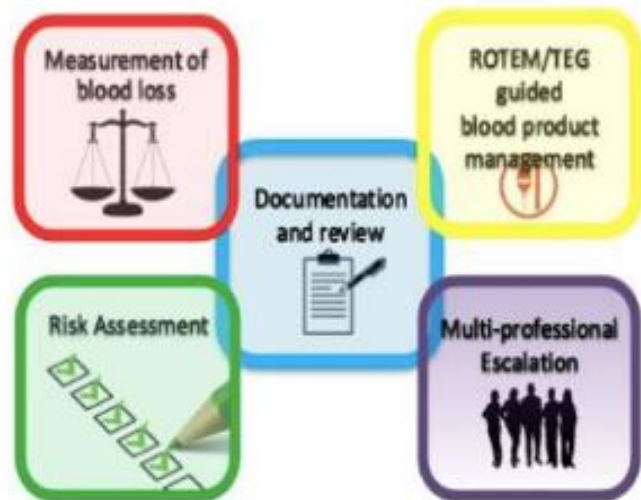 Measurement of
blood loss
ROTEM/TEG
guided
blood product
management
Documentation
and review
Risk Assessment
Multi-professional
Escalation